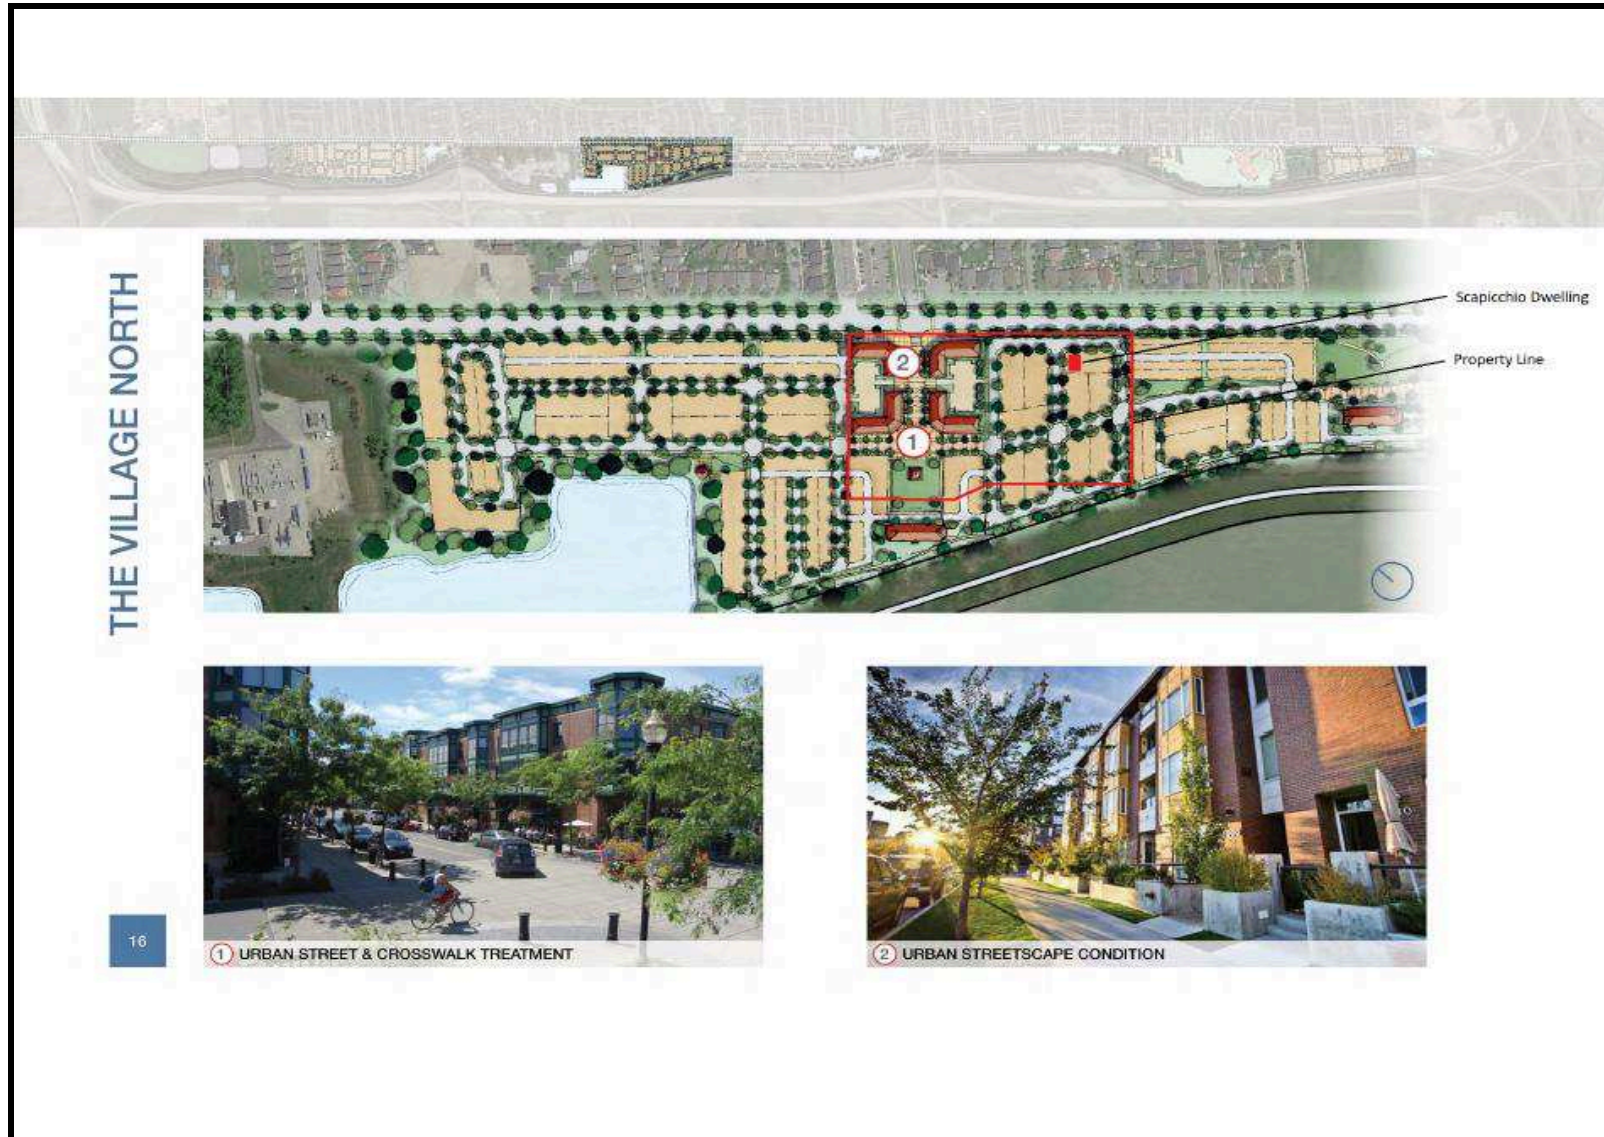 THE VILLAGE NORTH
Scapicchio Dwelling
Property Line
2
1
16
1 URBAN STREET & CROSSWALK TREATMENT
2 URBAN STREETSCAPE CONDITION